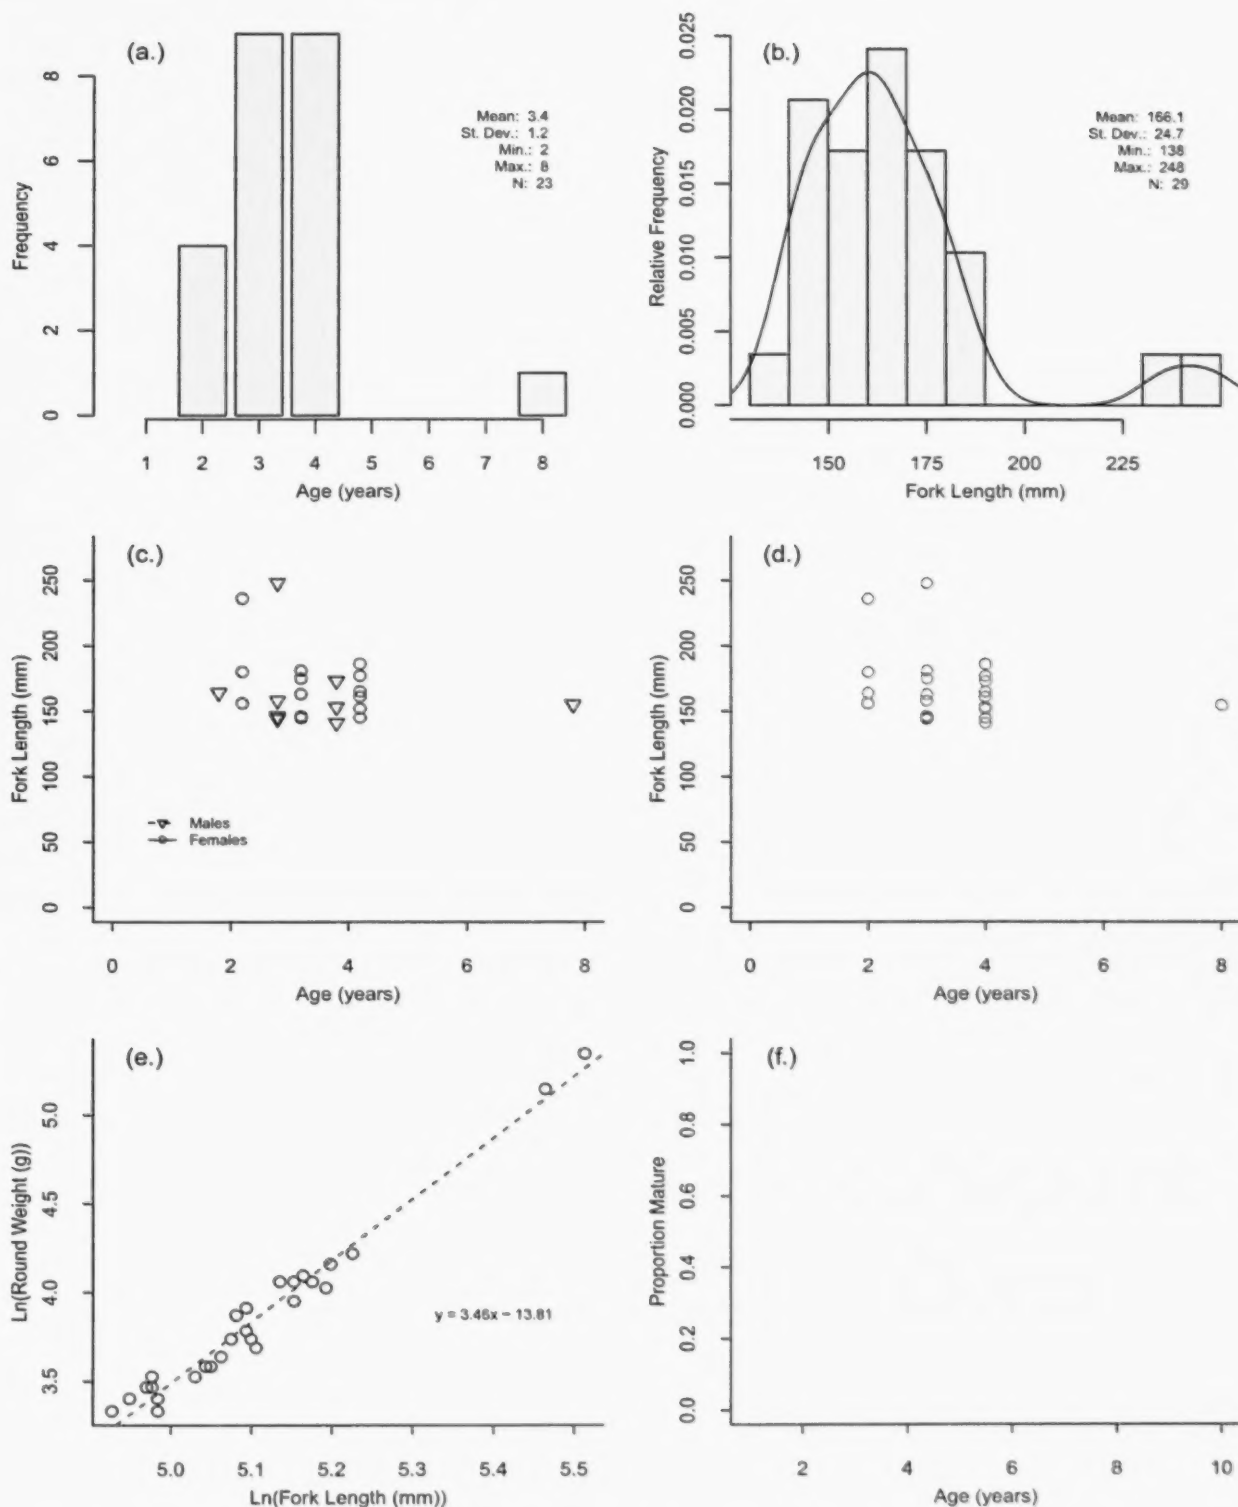 (a.)
Frequency
0 2 4 6 8
Mean: 3.4
St. Dev.: 1.2
Min.: 2
Max.: 8
N: 23
1 2 3 4 5 6 7 8
Age (years)
(b.)
Relative Frequency
0.000 0.005 0.010 0.015 0.020 0.025
Mean: 166.1
St. Dev.: 24.7
Min.: 138
Max.: 248
N: 29
150 175 200 225
Fork Length (mm)
(c.)
Fork Length (mm)
0 50 100 150 200 250
Males
Females
0 2 4 6 8
Age (years)
(d.)
Fork Length (mm)
0 50 100 150 200 250
0 2 4 6 8
Age (years)
(e.)
Ln(Round Weight (g))
3.5 4.0 4.5 5.0
y = 3.46x − 13.81
5.0 5.1 5.2 5.3 5.4 5.5
Ln(Fork Length (mm))
(f.)
Proportion Mature
0.0 0.2 0.4 0.6 0.8 1.0
2 4 6 8 10
Age (years)